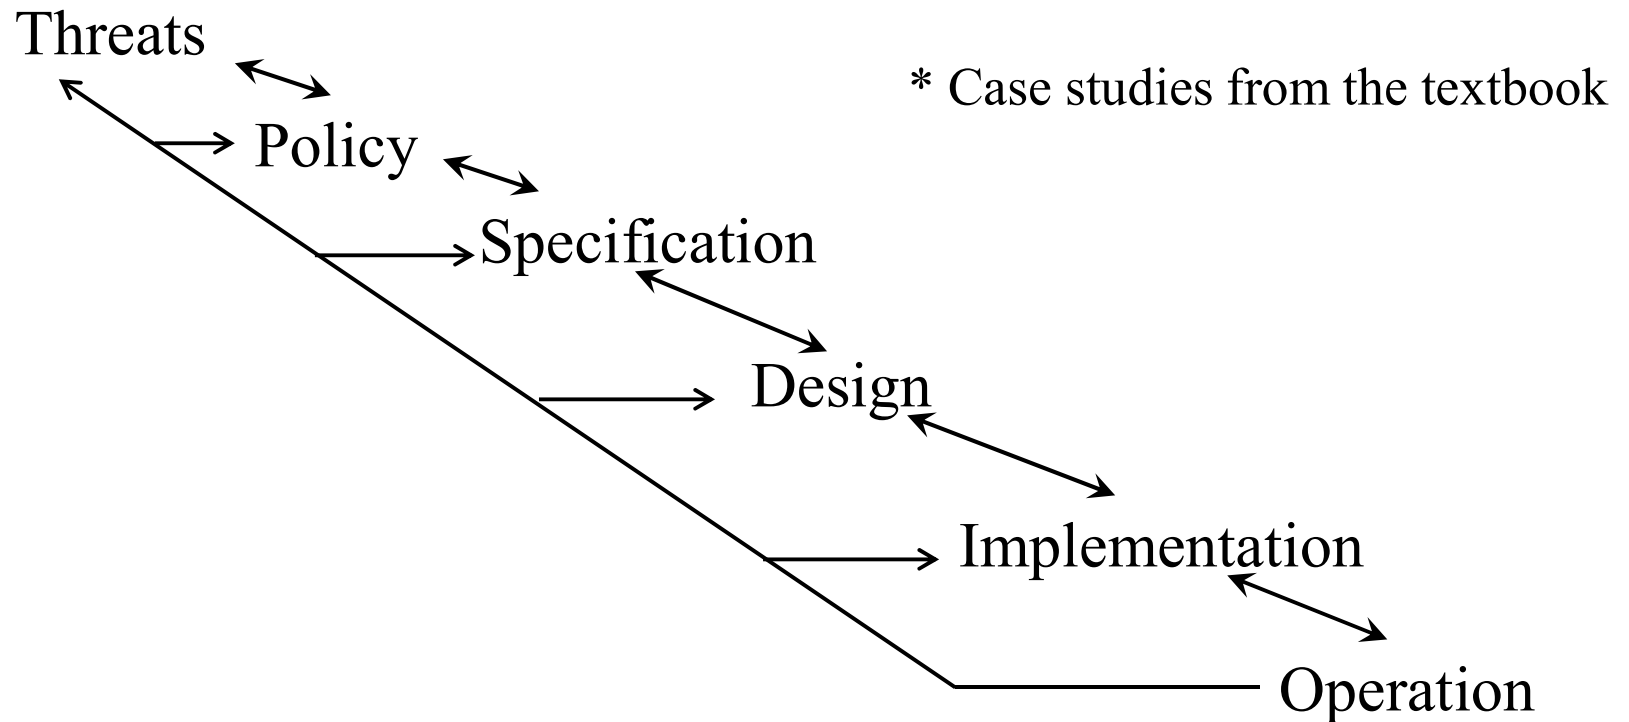 Threats
* Case studies from the textbook
Policy
Specification
Design
Implementation
Operation